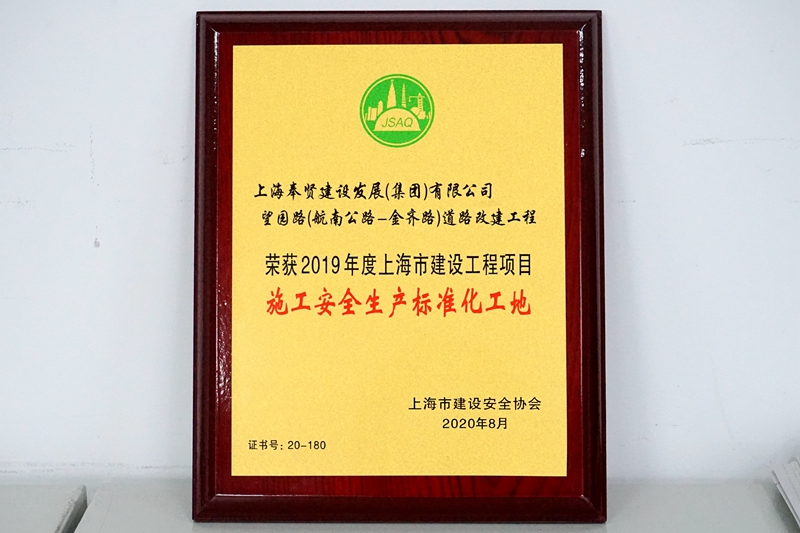 JSAQ
上海奉贤建设发展(集团)有限公司
望园路(航南公路-金齐路)道路改建工程
荣获2019年度上海市建设工程项目
施工安全生产标准化工地
上海市建设安全协会
2020年8月
证书号：20-180